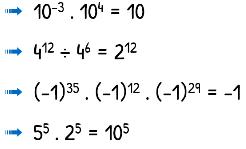 10⁻³ . 10⁴ = 10
4¹² ÷ 4⁶ = 2¹²
(-1)³⁵ . (-1)¹² . (-1)²⁹ = -1
5⁵ . 2⁵ = 10⁵